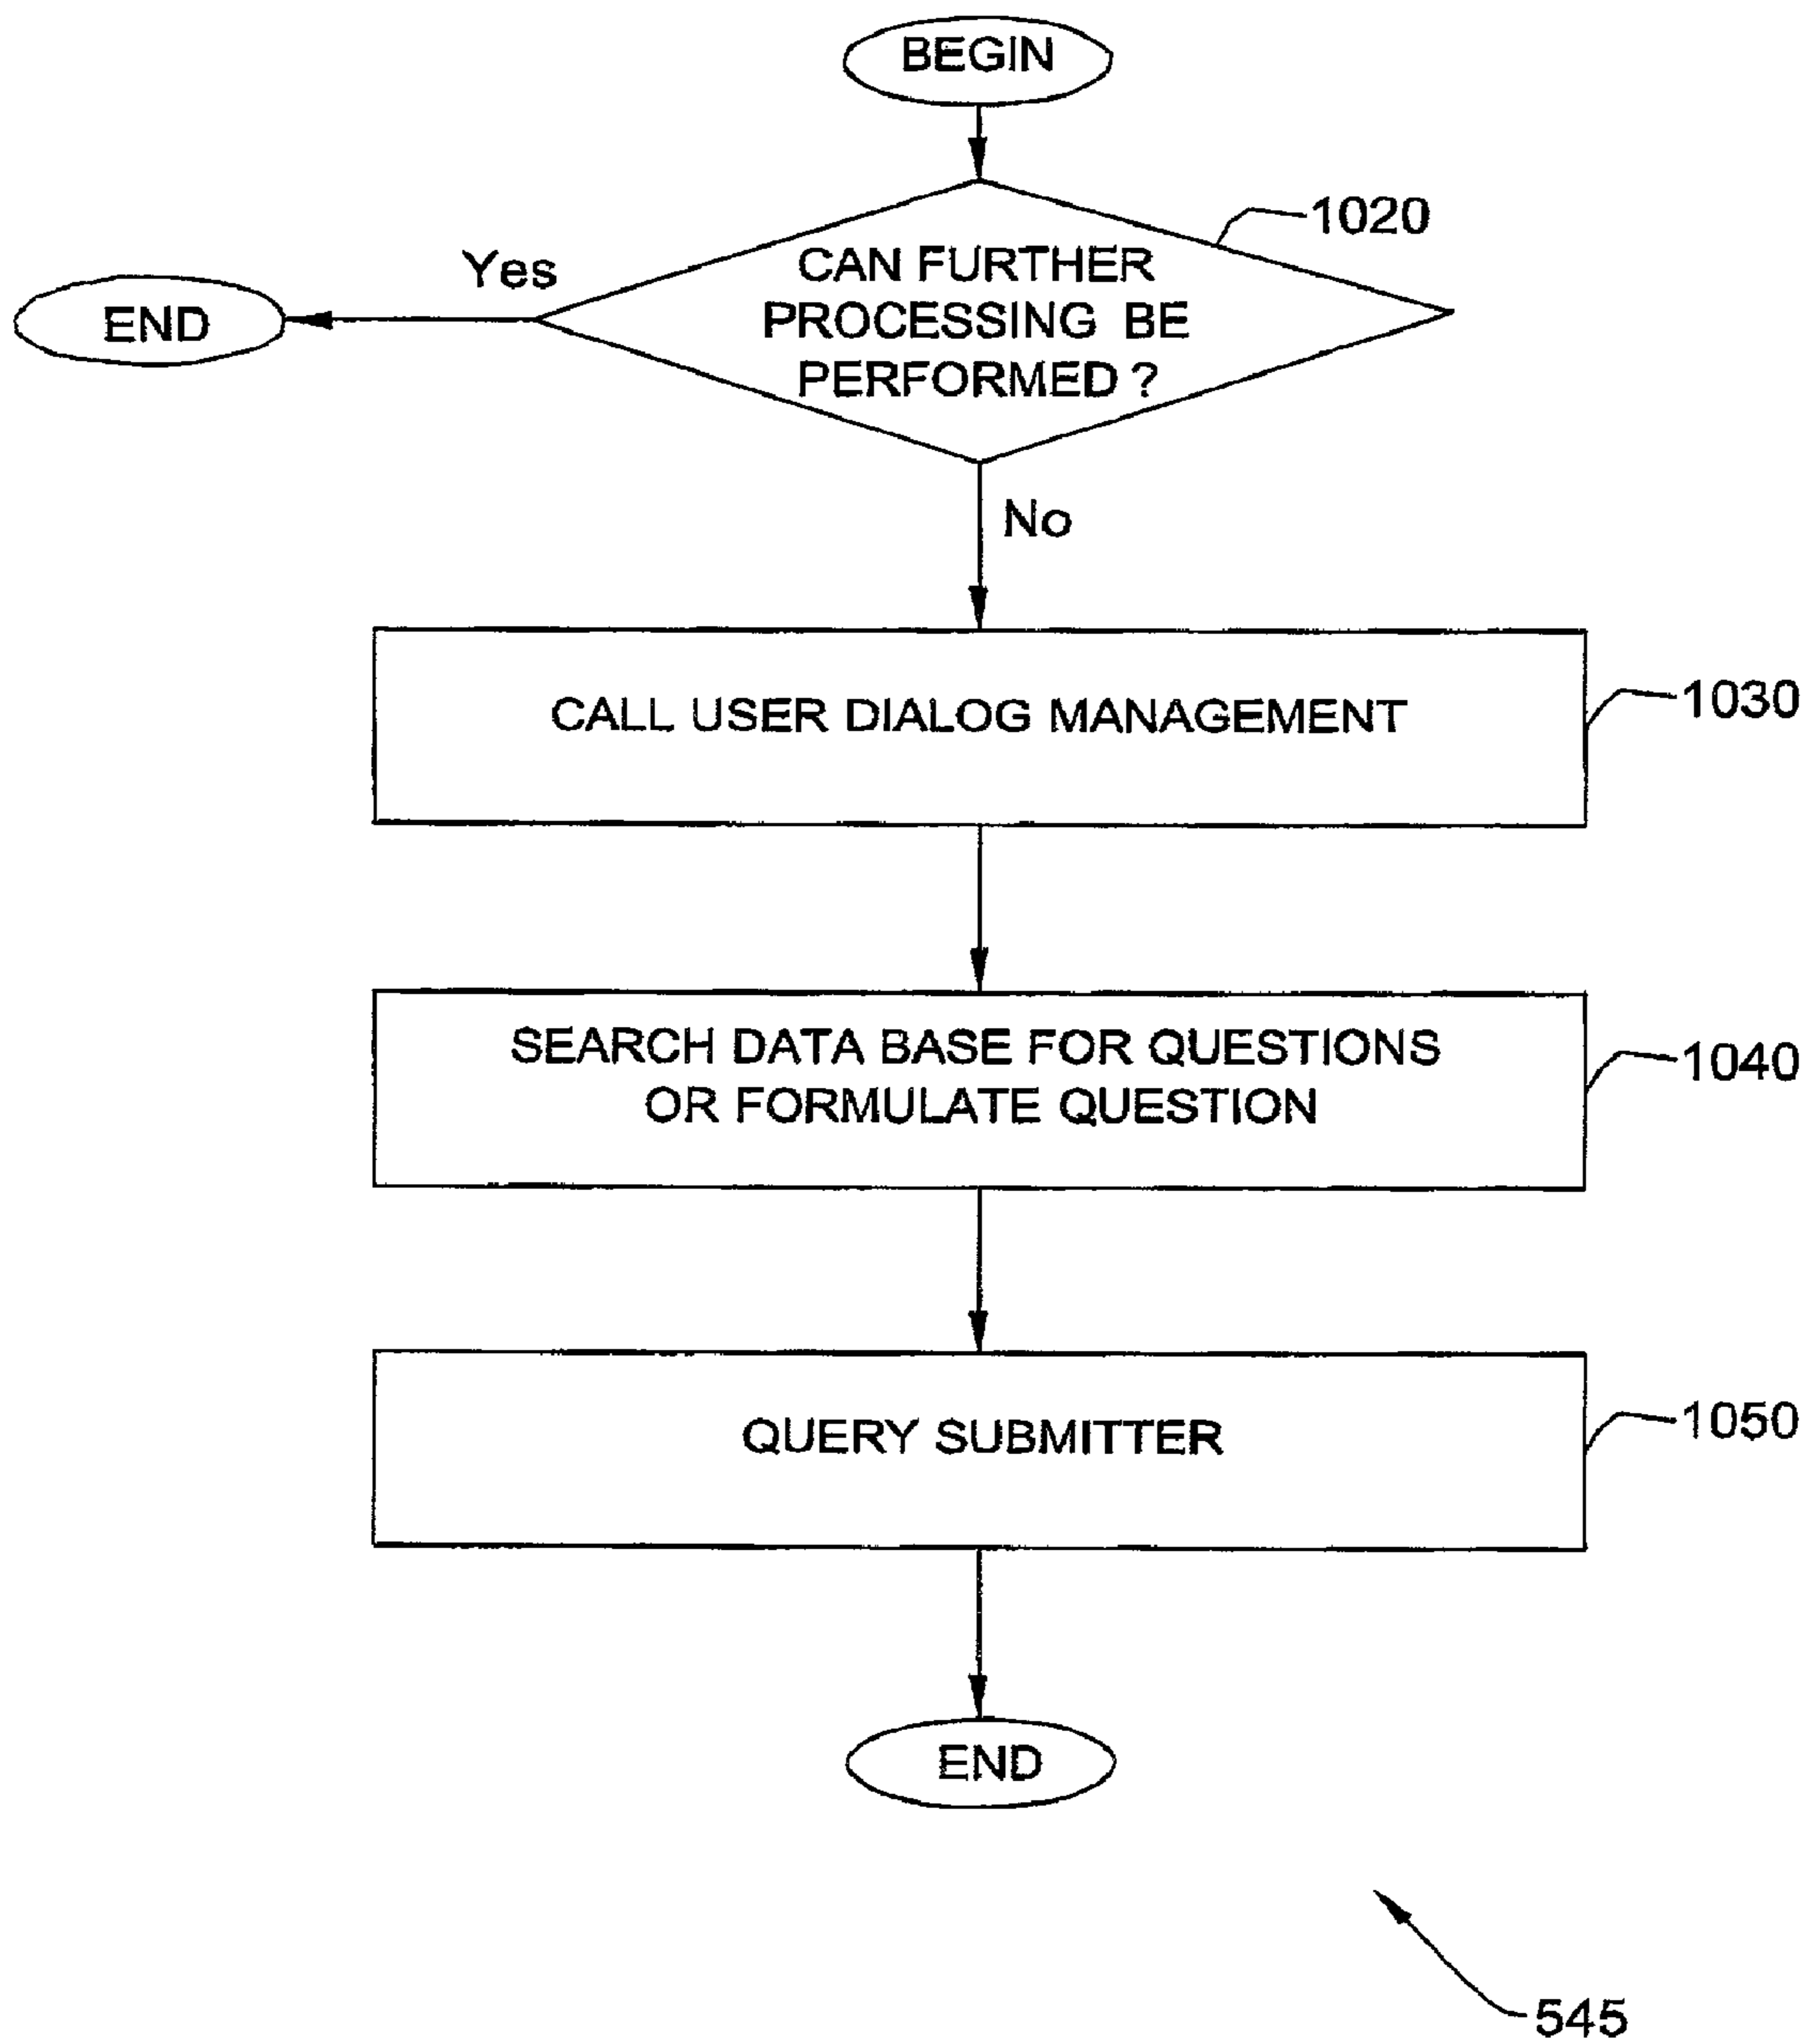 BEGIN
1020
CAN FURTHER
PROCESSING BE
PERFORMED ?
Yes
END
No
CALL USER DIALOG MANAGEMENT
1030
SEARCH DATA BASE FOR QUESTIONS
OR FORMULATE QUESTION
1040
QUERY SUBMITTER
1050
END
545